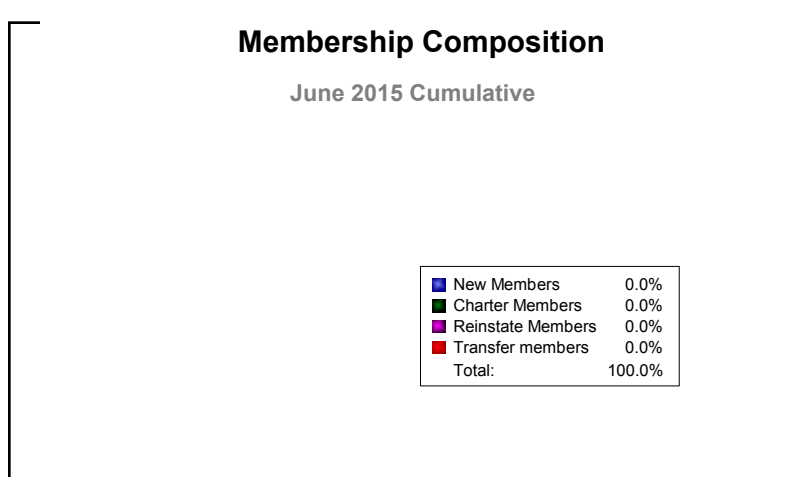 Membership Composition
June 2015 Cumulative
New Members 0.0%
Charter Members 0.0%
Reinstate Members 0.0%
Transfer members 0.0%
Total: 100.0%